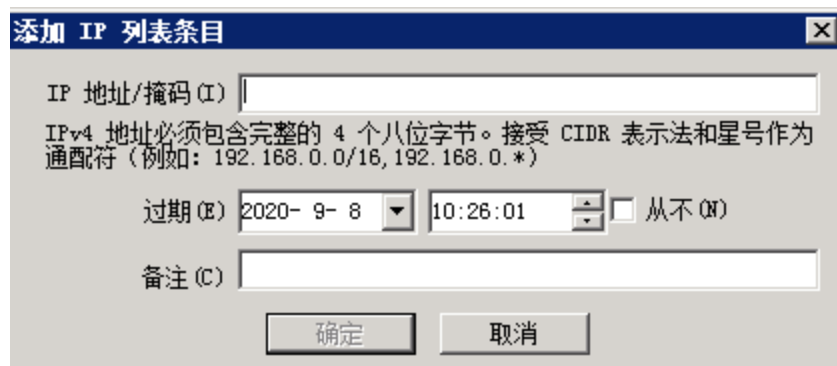 添加 IP 列表条目
IP 地址/掩码(I)
IPv4 地址必须包含完整的 4 个八位字节。接受 CIDR 表示法和星号作为
通配符（例如：192.168.0.0/16,192.168.0.*）
过期(E) 2020- 9- 8 10:26:01 从不(N)
备注(C)
确定 取消